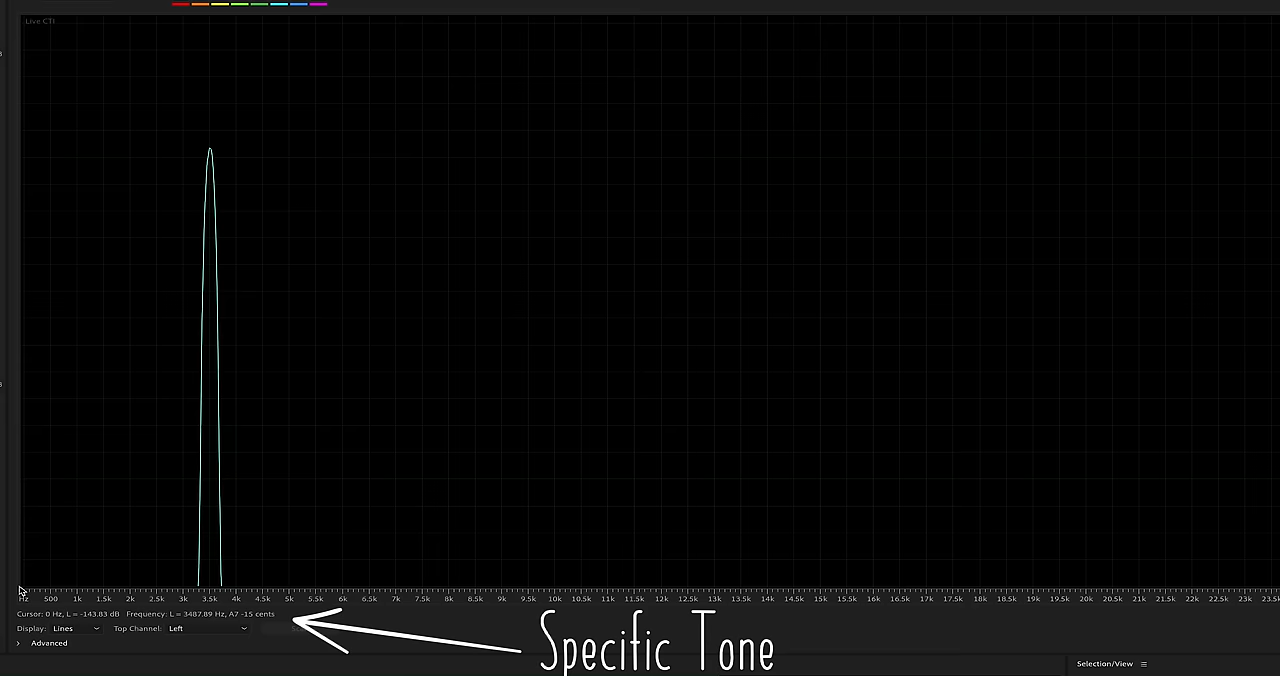 Live CTI
Hz 500 1k 1.5k 2k 2.5k 3k 3.5k 4k 4.5k 5k 5.5k 6k 6.5k 7k 7.5k 8k 8.5k 9k 9.5k 10k 10.5k 11k 11.5k 12k 12.5k 13k 13.5k 14k 14.5k 15k 15.5k 16k 16.5k 17k 17.5k 18k 18.5k 19k 19.5k 20k 20.5k 21k 21.5k 22k 22.5k 23k 23.5k
Cursor: 0 Hz, L = -143.83 dB Frequency: L = 3487.89 Hz, A7 -15 cents
Display: Lines Top Channel: Left
Advanced
Specific Tone
Selection/View